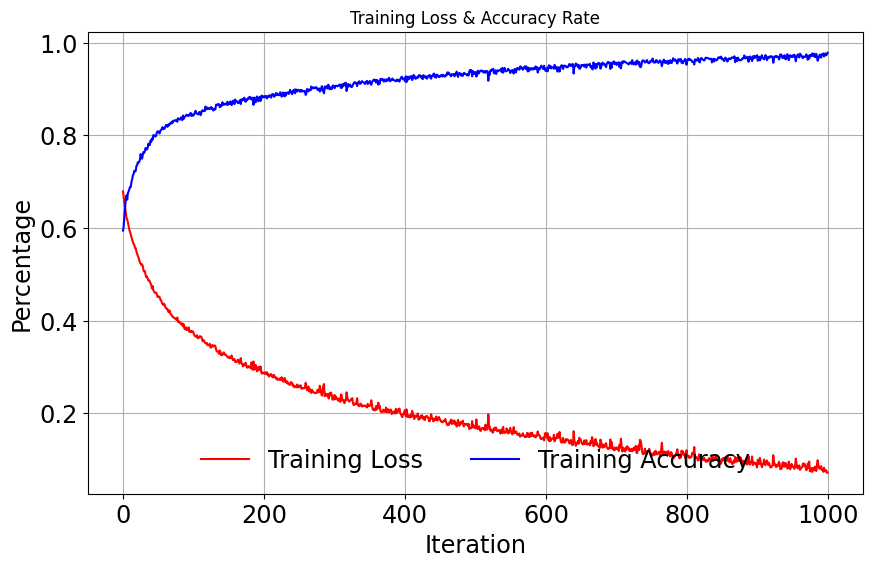 Training Loss & Accuracy Rate
1.0
0.8
0.6
0.4
0.2
Percentage
Training Loss
Training Accuracy
0
200
400
600
800
1000
Iteration